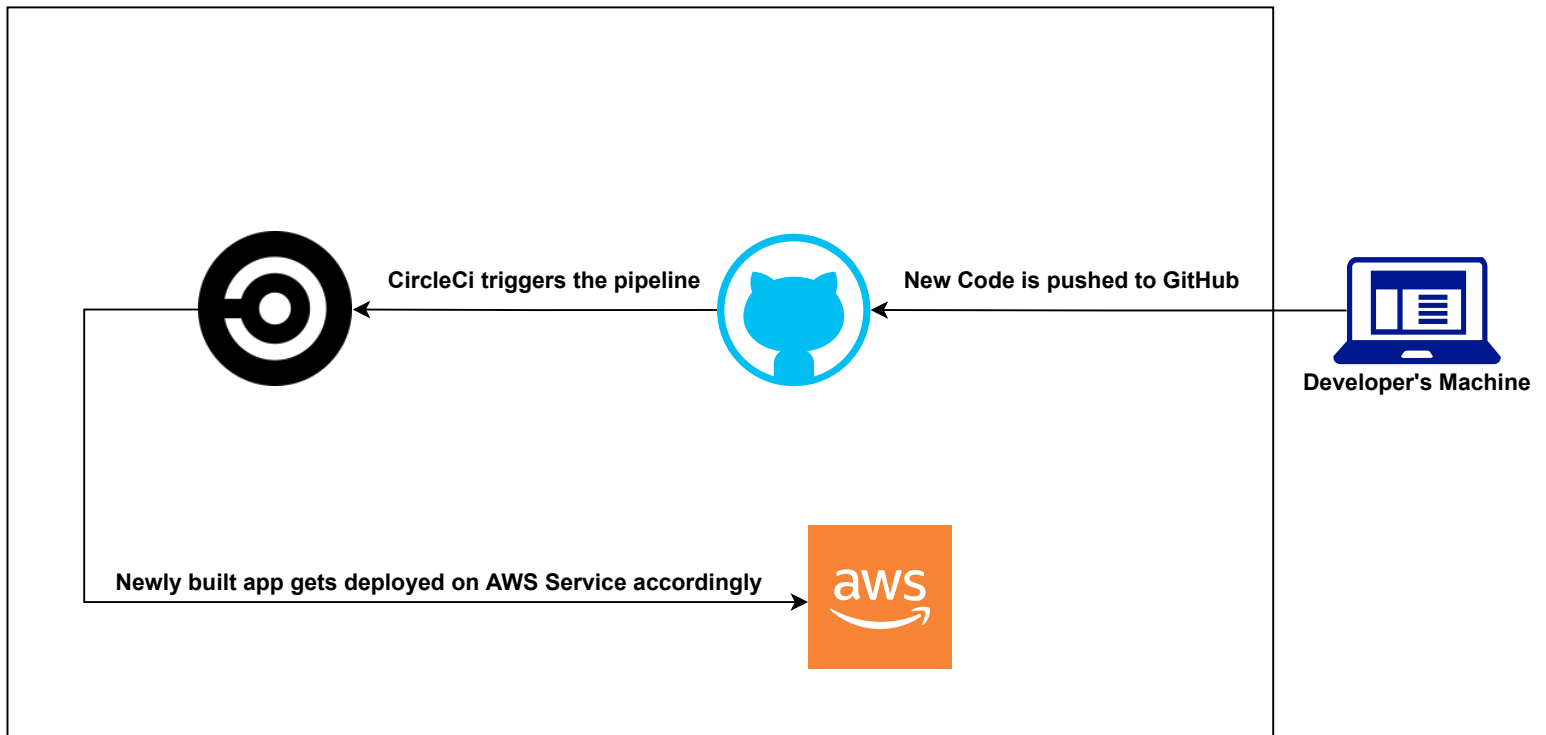 CircleCi triggers the pipeline
New Code is pushed to GitHub
Developer's Machine
Newly built app gets deployed on AWS Service accordingly
aws